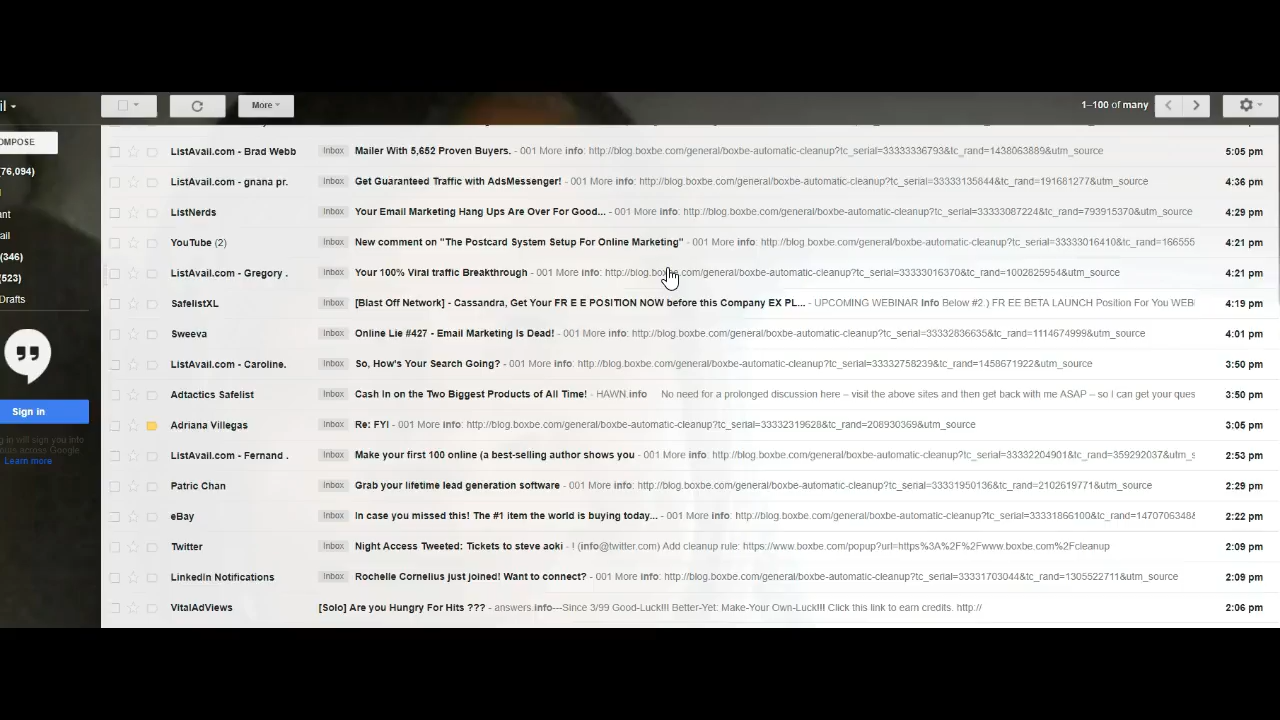 il
More
1–100 of many
OMPOSE
(76,094)
ant
ail
(346)
(523)
Drafts
Sign in
g in will sign you into
outs across Google
Learn more
ListAvail.com - Brad Webb Inbox Mailer With 5,652 Proven Buyers. - 001 More info: http://blog.boxbe.com/general/boxbe-automatic-cleanup?tc_serial=33333336793&tc_rand=1438063889&utm_source 5:05 pm
ListAvail.com - gnana pr. Inbox Get Guaranteed Traffic with AdsMessenger! - 001 More info: http://blog.boxbe.com/general/boxbe-automatic-cleanup?tc_serial=33333135844&tc_rand=191681277&utm_source 4:36 pm
ListNerds Inbox Your Email Marketing Hang Ups Are Over For Good... - 001 More info: http://blog.boxbe.com/general/boxbe-automatic-cleanup?tc_serial=33333087224&tc_rand=793915370&utm_source 4:29 pm
YouTube (2) Inbox New comment on "The Postcard System Setup For Online Marketing" - 001 More info: http://blog.boxbe.com/general/boxbe-automatic-cleanup?tc_serial=33333016410&tc_rand=166555 4:21 pm
ListAvail.com - Gregory . Inbox Your 100% Viral traffic Breakthrough - 001 More info: http://blog.boxbe.com/general/boxbe-automatic-cleanup?tc_serial=33333016370&tc_rand=1002825954&utm_source 4:21 pm
SafelistXL Inbox [Blast Off Network] - Cassandra, Get Your FR E E POSITION NOW before this Company EX PL... - UPCOMING WEBINAR Info Below #2.) FR EE BETA LAUNCH Position For You WEB 4:19 pm
Sweeva Inbox Online Lie #427 - Email Marketing Is Dead! - 001 More info: http://blog.boxbe.com/general/boxbe-automatic-cleanup?tc_serial=33332836635&tc_rand=1114674999&utm_source 4:01 pm
ListAvail.com - Caroline. Inbox So, How's Your Search Going? - 001 More info: http://blog.boxbe.com/general/boxbe-automatic-cleanup?tc_serial=33332758239&tc_rand=1458671922&utm_source 3:50 pm
Adtactics Safelist Inbox Cash In on the Two Biggest Products of All Time! - HAWN.info No need for a prolonged discussion here – visit the above sites and then get back with me ASAP – so I can get your ques 3:50 pm
Adriana Villegas Inbox Re: FYI - 001 More info: http://blog.boxbe.com/general/boxbe-automatic-cleanup?tc_serial=33332319628&tc_rand=208930369&utm_source 3:05 pm
ListAvail.com - Fernand . Inbox Make your first 100 online (a best-selling author shows you - 001 More info: http://blog.boxbe.com/general/boxbe-automatic-cleanup?tc_serial=33332204901&tc_rand=359292037&utm_s 2:53 pm
Patric Chan Inbox Grab your lifetime lead generation software - 001 More info: http://blog.boxbe.com/general/boxbe-automatic-cleanup?tc_serial=33331950136&tc_rand=2102619771&utm_source 2:29 pm
eBay Inbox In case you missed this! The #1 item the world is buying today... - 001 More info: http://blog.boxbe.com/general/boxbe-automatic-cleanup?tc_serial=33331866100&tc_rand=1470706348& 2:22 pm
Twitter Inbox Night Access Tweeted: Tickets to steve aoki - ! (info@twitter.com) Add cleanup rule: https://www.boxbe.com/popup?url=https%3A%2F%2Fwww.boxbe.com%2Fcleanup 2:09 pm
LinkedIn Notifications Inbox Rochelle Cornelius just joined! Want to connect? - 001 More info: http://blog.boxbe.com/general/boxbe-automatic-cleanup?tc_serial=33331703044&tc_rand=1305522711&utm_source 2:09 pm
VitalAdViews [Solo] Are you Hungry For Hits ??? - answers.info---Since 3/99 Good-Luck!!! Better-Yet: Make-Your Own-Luck!!! Click this link to earn credits. http:// 2:06 pm